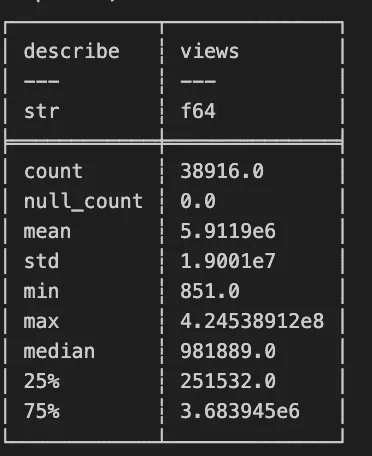 describe views
--- ---
str f64
count 38916.0
null_count 0.0
mean 5.9119e6
std 1.9001e7
min 851.0
max 4.24538912e8
median 981889.0
25% 251532.0
75% 3.683945e6